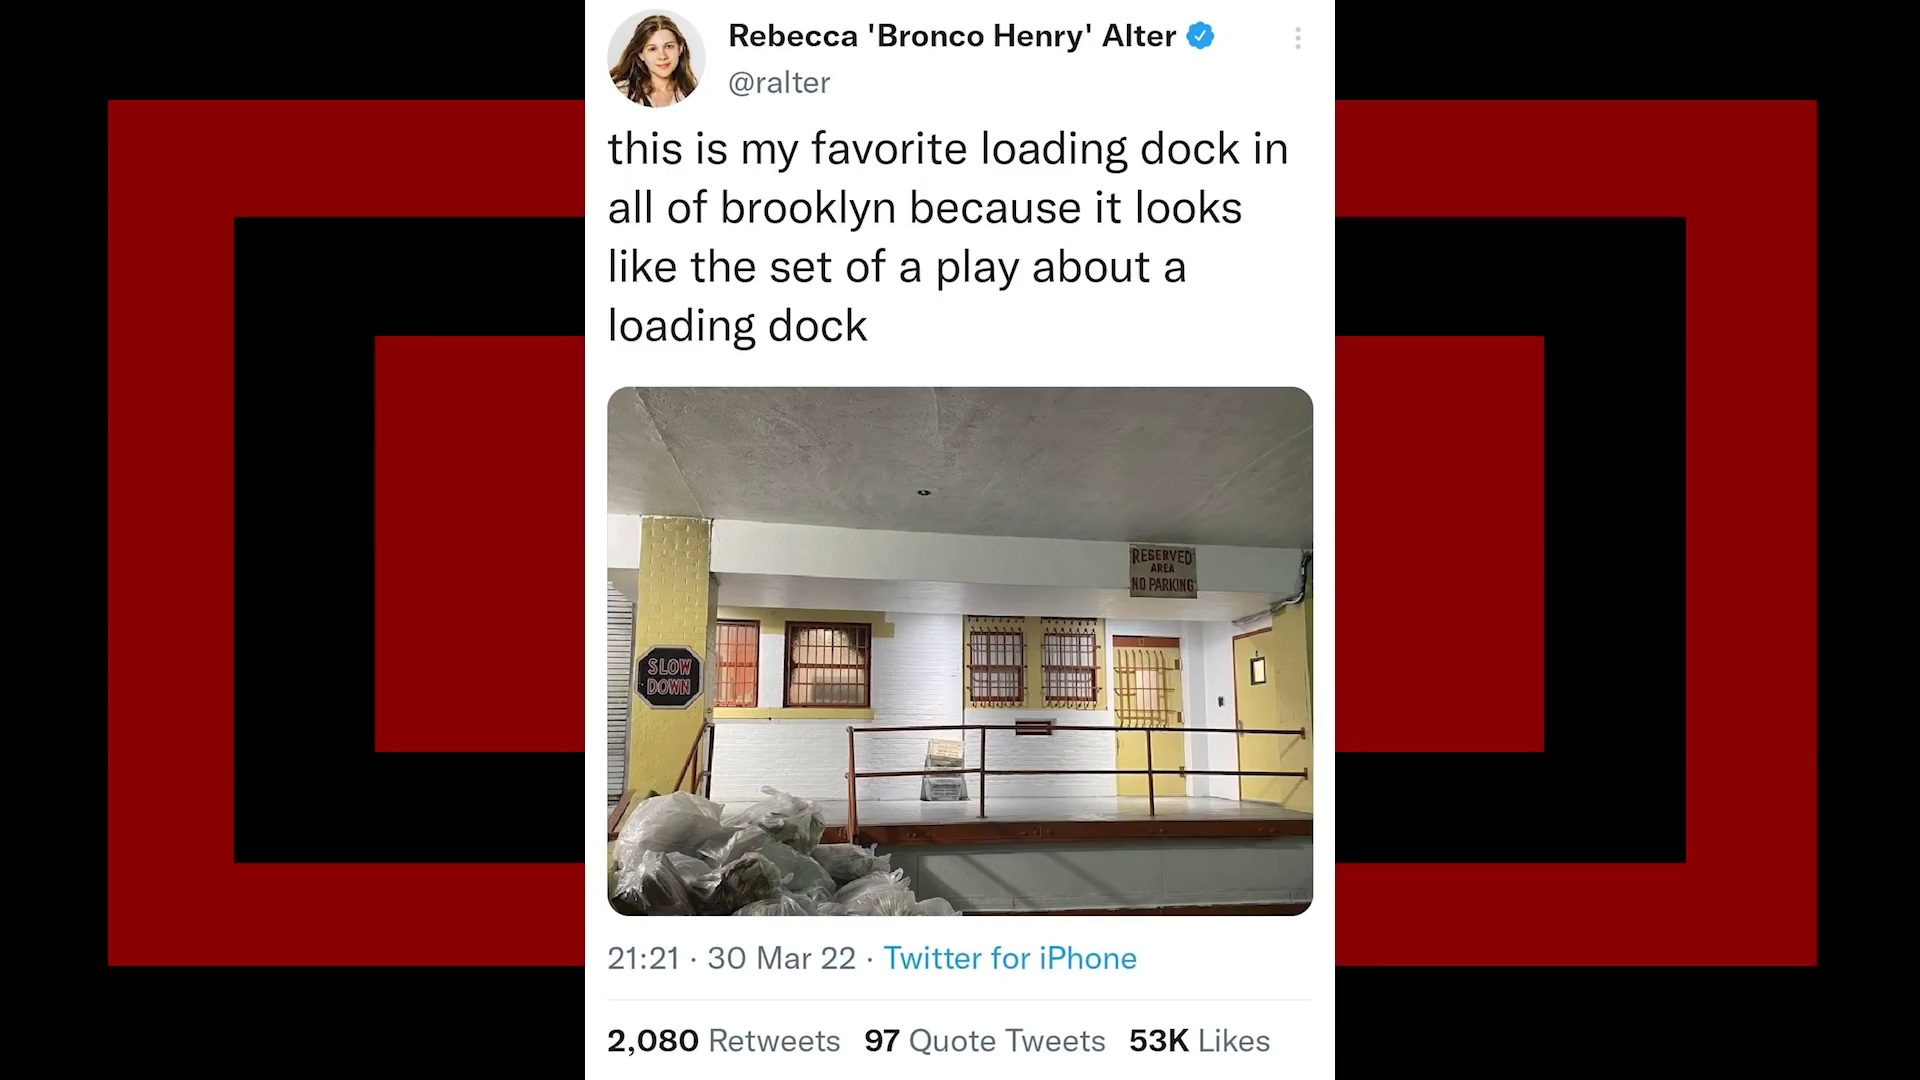 Rebecca 'Bronco Henry' Alter
@ralter
this is my favorite loading dock in
all of brooklyn because it looks
like the set of a play about a
loading dock
RESERVED
AREA
NO PARKING
SLOW
DOWN
21:21 · 30 Mar 22 · Twitter for iPhone
2,080 Retweets 97 Quote Tweets 53K Likes